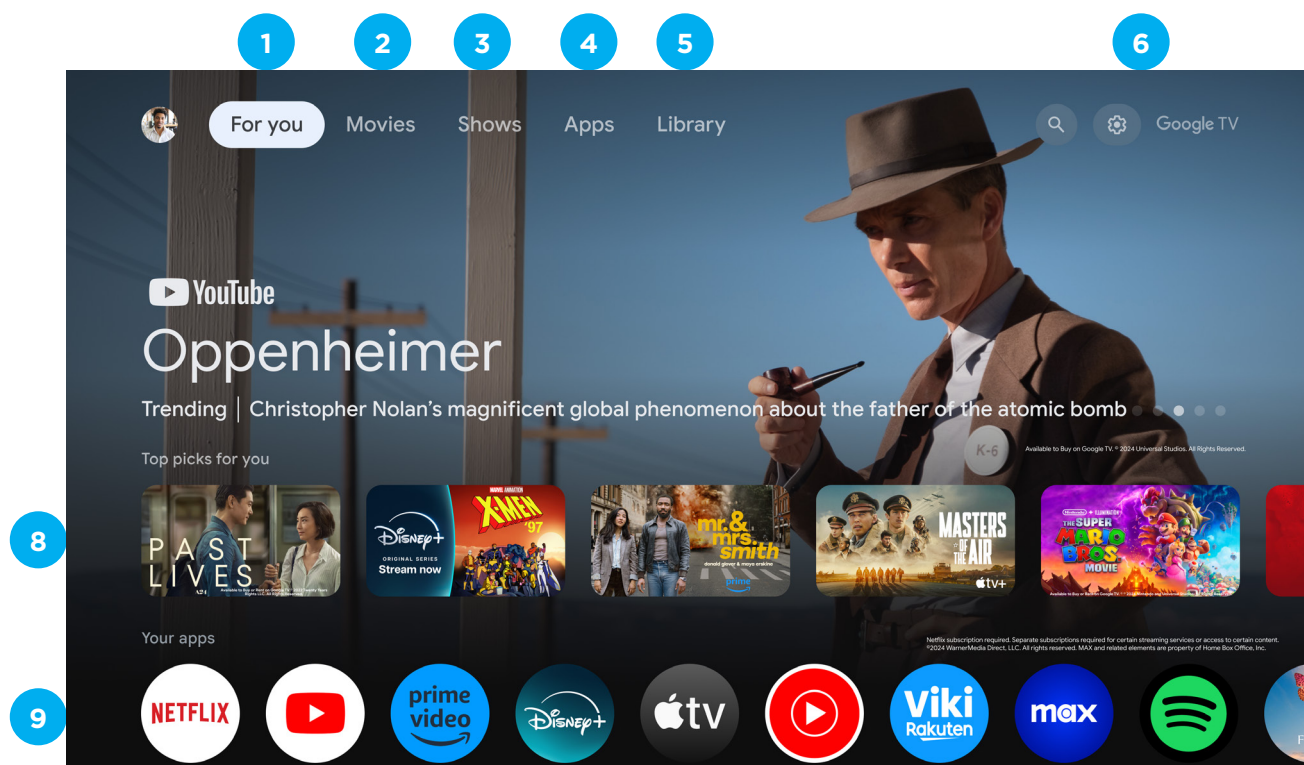 1 2 3 4 5 6
For you Movies Shows Apps Library Google TV
YouTube
Oppenheimer
Trending | Christopher Nolan's magnificent global phenomenon about the father of the atomic bomb
K-6
Top picks for you
Available to Buy on Google TV. © 2024 Universal Studios. All Rights Reserved.
8
PAST
LIVES
A24
Disney+
ORIGINAL SERIES
Stream now
MARVEL ANIMATION
X-MEN
'97
mr. &
mrs.
smith
donald glover & maya erskine
prime
MASTERS
OF THE AIR
tv+
Nintendo + ILLUMINATION
THE SUPER
MARIO
BROS.
MOVIE
Your apps
Netflix subscription required. Separate subscriptions required for certain streaming services or access to certain content.
©2024 WarnerMedia Direct, LLC. All rights reserved. MAX and related elements are property of Home Box Office, Inc.
9
NETFLIX
prime
video
Disney+
tv
Viki
Rakuten
max
F